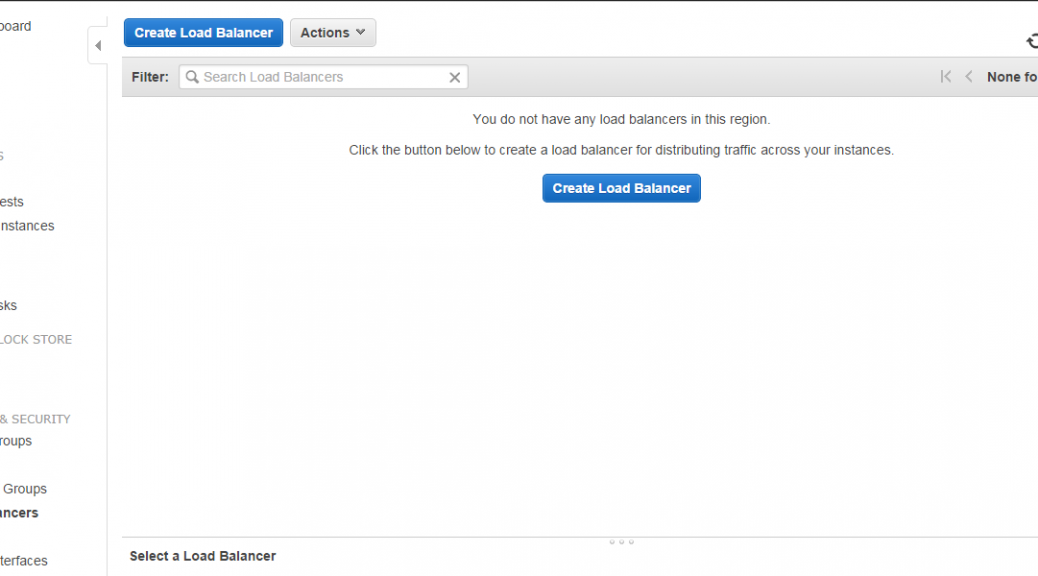 board
S
ests
nstances
sks
LOCK STORE
& SECURITY
roups
Groups
ancers
terfaces
Create Load Balancer Actions
Filter: Search Load Balancers None fo
You do not have any load balancers in this region.
Click the button below to create a load balancer for distributing traffic across your instances.
Create Load Balancer
Select a Load Balancer